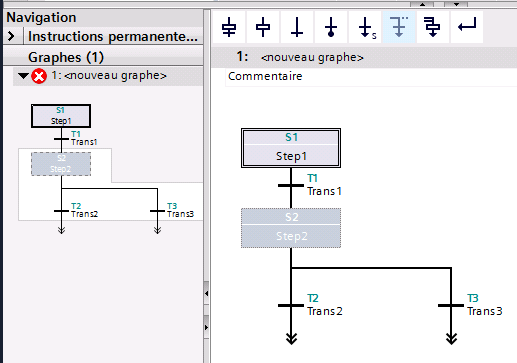 Navigation
Instructions permanente...
Graphes (1)
1: <nouveau graphe>
S1
Step1
T1
Trans1
S2
Step2
T2
Trans2
T3
Trans3
S
1: <nouveau graphe>
Commentaire
S1
Step1
T1
Trans1
S2
Step2
T2
Trans2
T3
Trans3